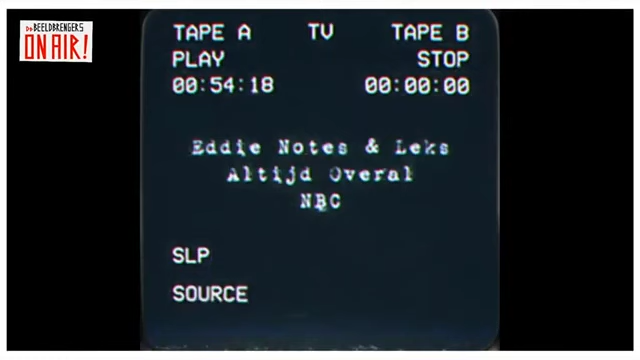 De BEELDBRENGERS
ON AIR!
TAPE A TV TAPE B
PLAY STOP
00:54:18 00:00:00
Eddie Notes & Leks
Altijd Overal
NBC
SLP
SOURCE